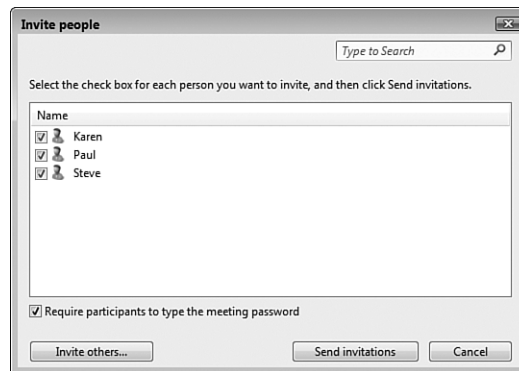 Invite people
Type to Search
Select the check box for each person you want to invite, and then click Send invitations.
Name
Karen
Paul
Steve
Require participants to type the meeting password
Invite others...
Send invitations
Cancel